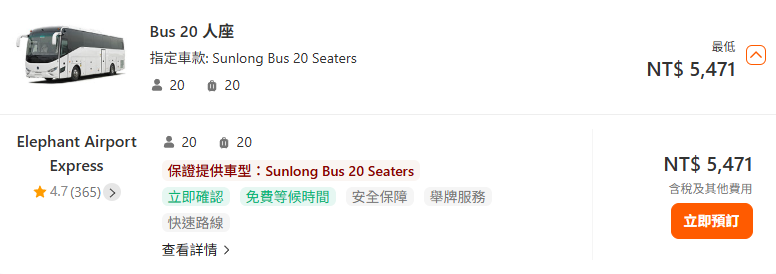 Bus 20 人座
指定車款: Sunlong Bus 20 Seaters
20 20
最低
NT$ 5,471
Elephant Airport Express
4.7 (365)
20 20
保證提供車型：Sunlong Bus 20 Seaters
立即確認 免費等候時間 安全保障 舉牌服務
快速路線
查看詳情
NT$ 5,471
含稅及其他費用
立即預訂